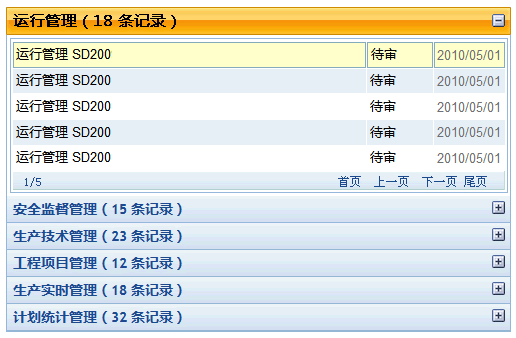 运行管理（18 条记录）
运行管理 SD200 待审 2010/05/01
运行管理 SD200 待审 2010/05/01
运行管理 SD200 待审 2010/05/01
运行管理 SD200 待审 2010/05/01
运行管理 SD200 待审 2010/05/01
1/5 首页 上一页 下一页 尾页
安全监督管理（15 条记录）
生产技术管理（23 条记录）
工程项目管理（12 条记录）
生产实时管理（18 条记录）
计划统计管理（32 条记录）